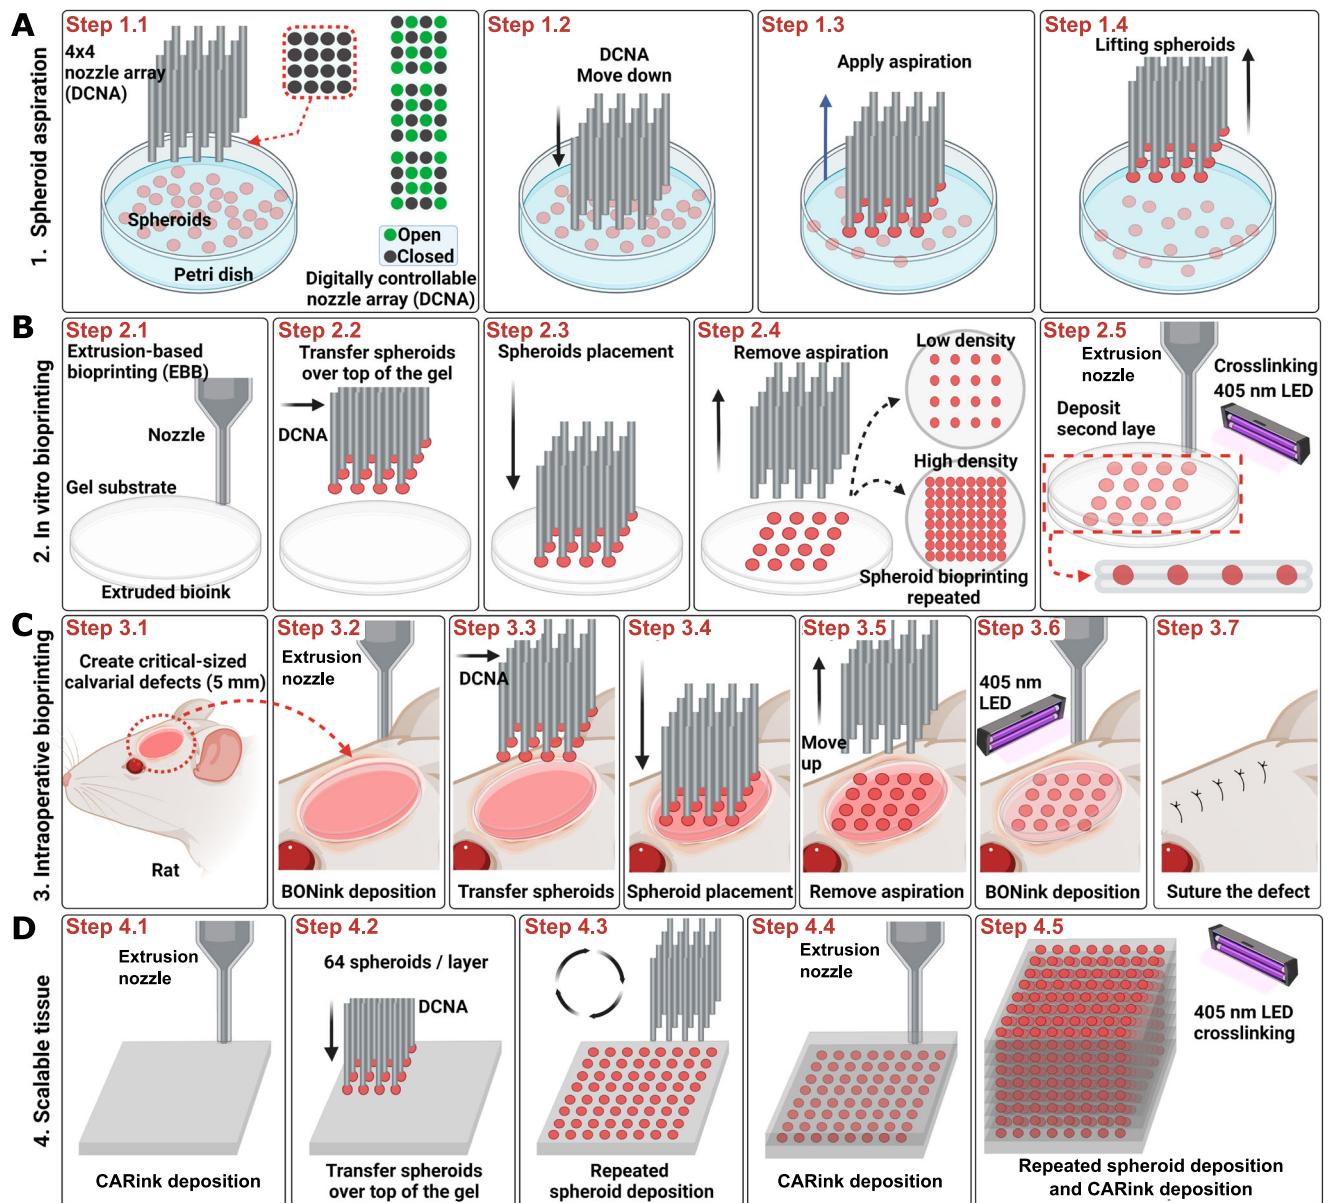 A
1. Spheroid aspiration
Step 1.1
4x4
nozzle array
(DCNA)
Spheroids
Petri dish
Open
Closed
Digitally controllable
nozzle array (DCNA)
Step 1.2
DCNA
Move down
Step 1.3
Apply aspiration
Step 1.4
Lifting spheroids
B
2. In vitro bioprinting
Step 2.1
Extrusion-based
bioprinting (EBB)
Nozzle
Gel substrate
Extruded bioink
Step 2.2
Transfer spheroids
over top of the gel
DCNA
Step 2.3
Spheroids placement
Step 2.4
Remove aspiration
Low density
High density
Spheroid bioprinting
repeated
Step 2.5
Extrusion
nozzle
Crosslinking
405 nm LED
Deposit
second laye
C
3. Intraoperative bioprinting
Step 3.1
Create critical-sized
calvarial defects (5 mm)
Rat
Step 3.2
Extrusion
nozzle
BONink deposition
Step 3.3
DCNA
Transfer spheroids
Step 3.4
Spheroid placement
Step 3.5
Move
up
Remove aspiration
Step 3.6
405 nm
LED
BONink deposition
Step 3.7
Suture the defect
D
4. Scalable tissue
Step 4.1
Extrusion
nozzle
CARink deposition
Step 4.2
64 spheroids / layer
DCNA
Transfer spheroids
over top of the gel
Step 4.3
Repeated
spheroid deposition
Step 4.4
Extrusion
nozzle
CARink deposition
Step 4.5
405 nm LED
crosslinking
Repeated spheroid deposition
and CARink deposition